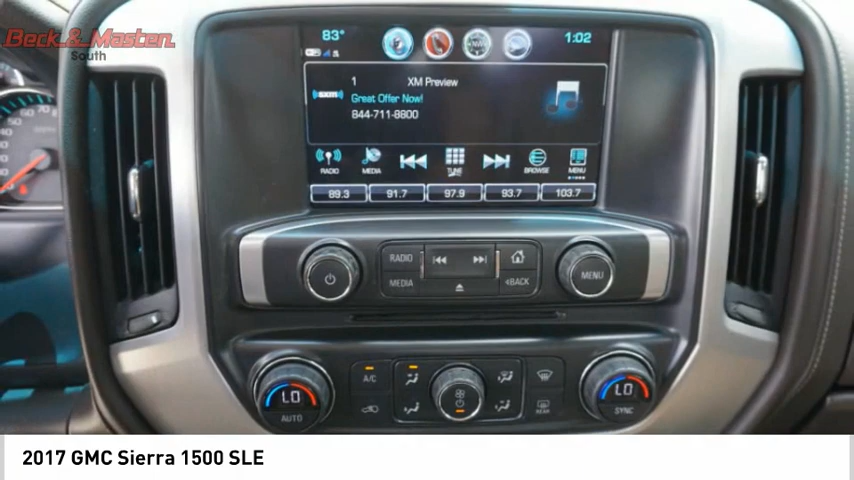 Beck & Masten
South
83°
1:02
1 XM Preview
((SXM)) Great Offer Now!
844-711-8800
RADIO MEDIA TUNE BROWSE MENU
89.3 91.7 97.9 93.7 103.7
RADIO
MEDIA
BACK
MENU
A/C
LO
AUTO
REAR
LO
SYNC
2017 GMC Sierra 1500 SLE